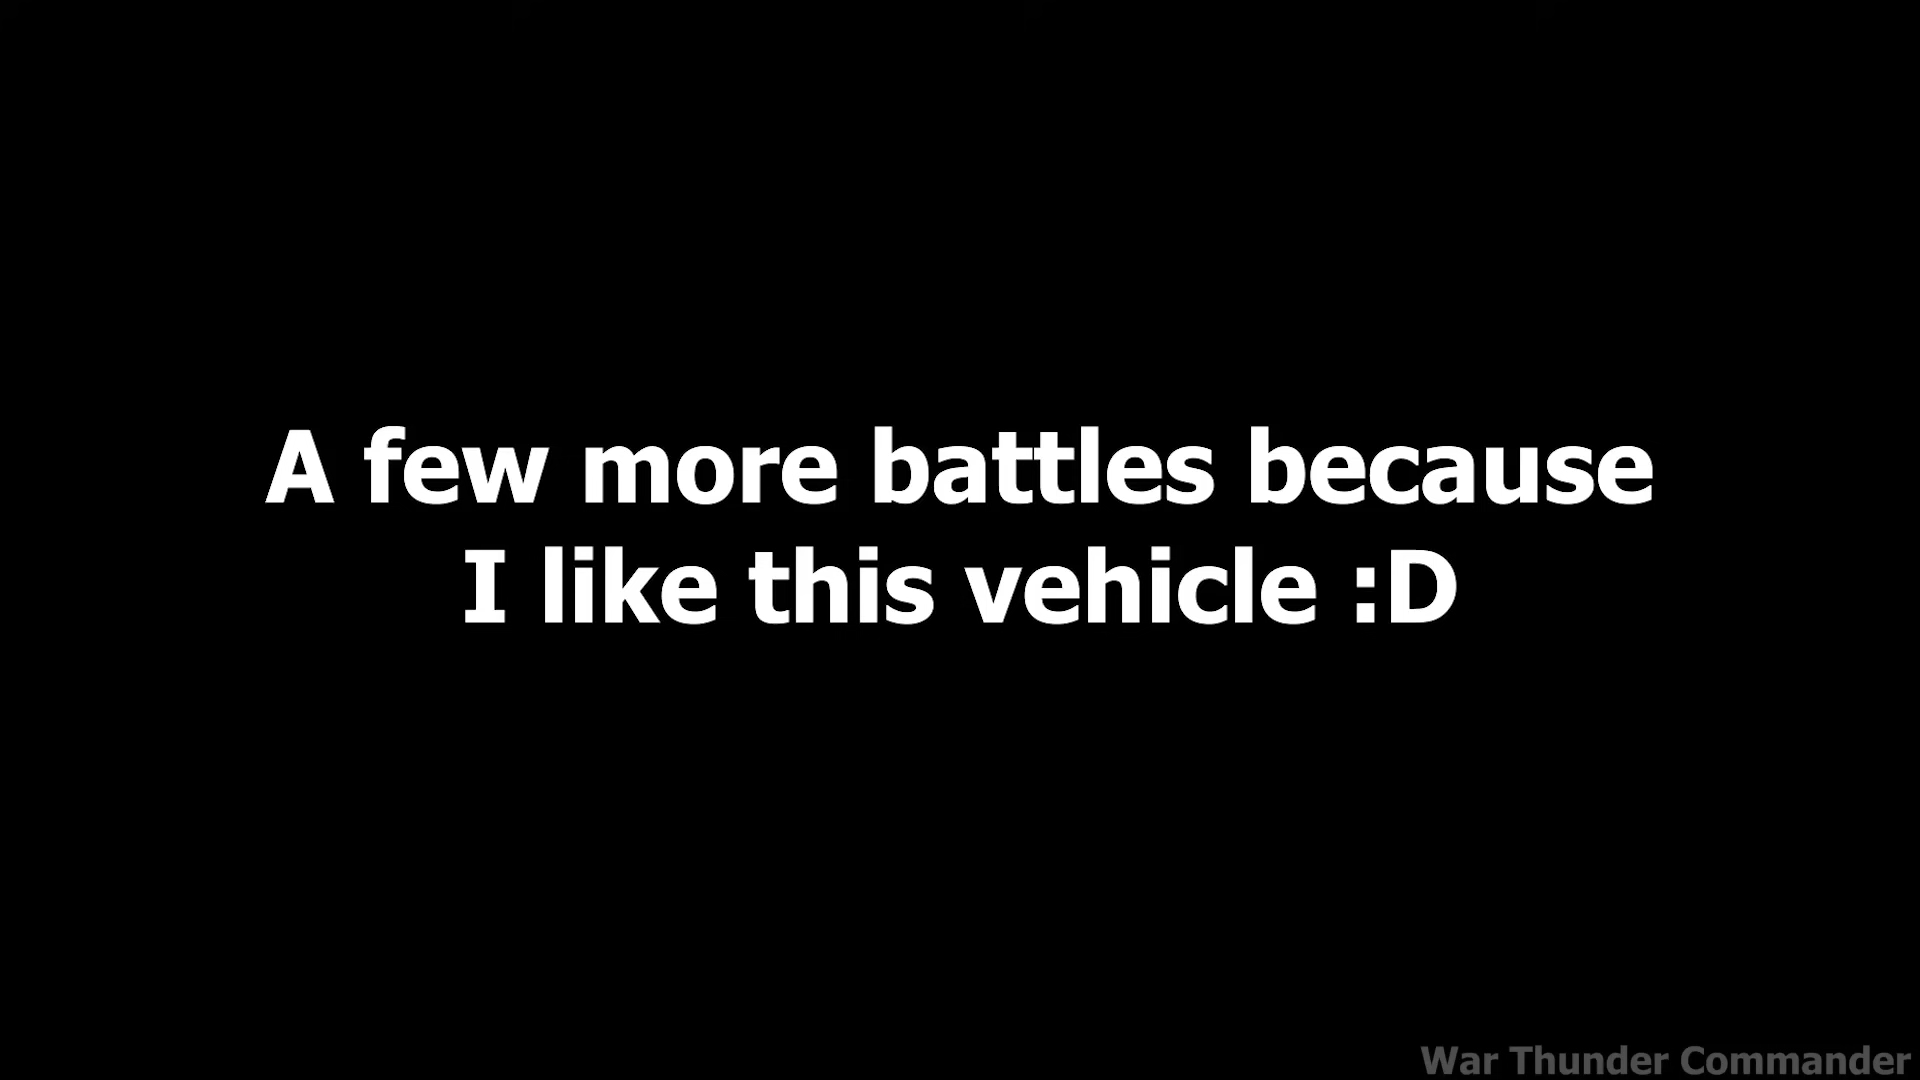 A few more battles because
I like this vehicle :D
War Thunder Commander